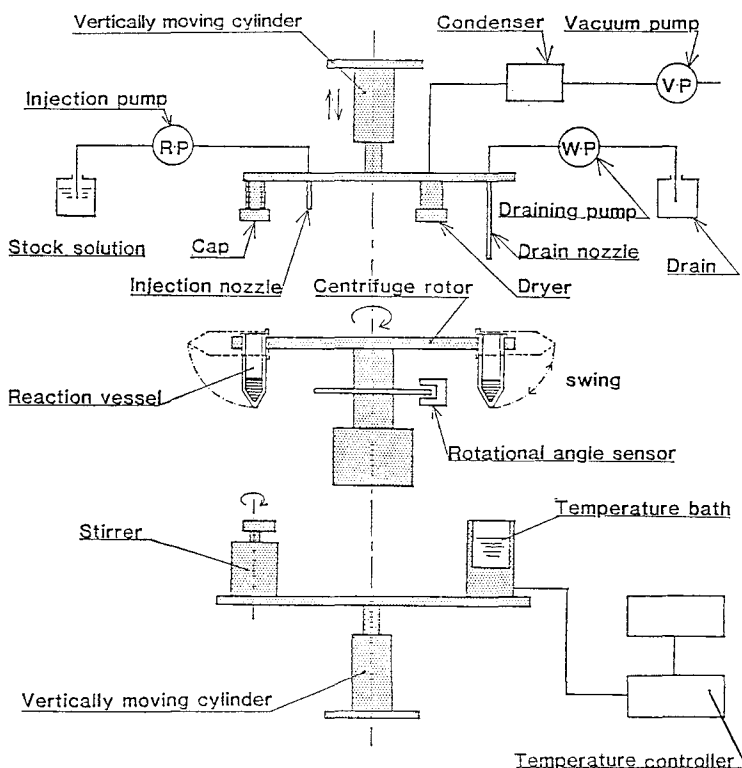 Vertically moving cylinder
Condenser
Vacuum pump
V·P
Injection pump
R·P
W·P
Stock solution
Cap
Injection nozzle
Centrifuge rotor
Dryer
Drain nozzle
Draining pump
Drain
Reaction vessel
swing
Rotational angle sensor
Stirrer
Temperature bath
Vertically moving cylinder
Temperature controller